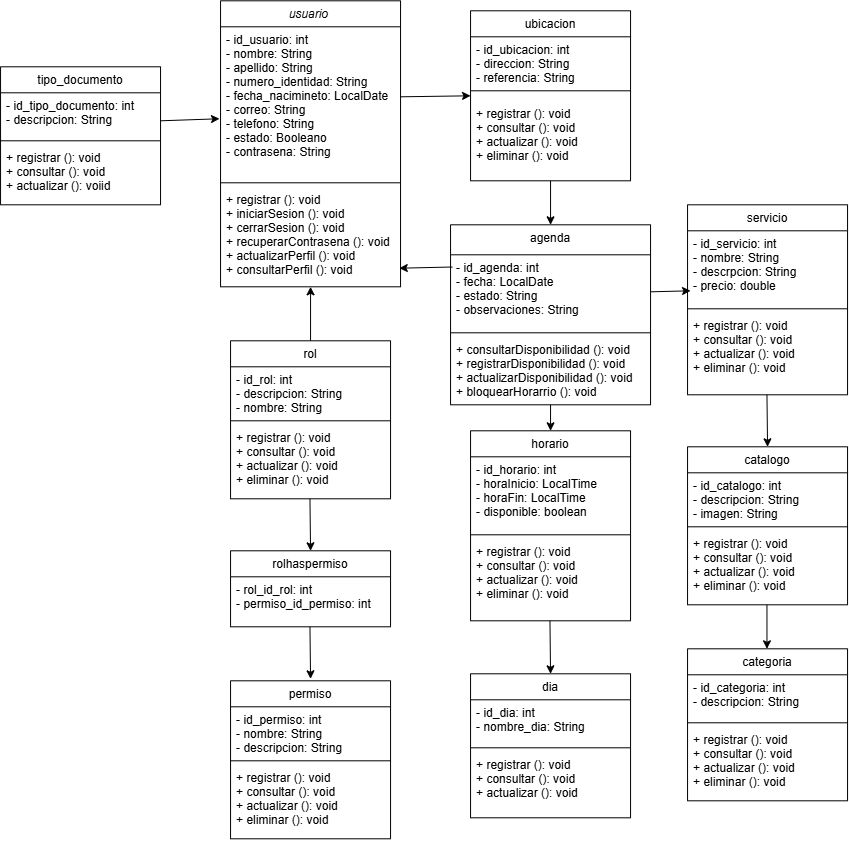 usuario
- id_usuario: int
- nombre: String
- apellido: String
- numero_identidad: String
- fecha_nacimineto: LocalDate
- correo: String
- telefono: String
- estado: Booleano
- contrasena: String
+ registrar (): void
+ iniciarSesion (): void
+ cerrarSesion (): void
+ recuperarContrasena (): void
+ actualizarPerfil (): void
+ consultarPerfil (): void
ubicacion
- id_ubicacion: int
- direccion: String
- referencia: String
+ registrar (): void
+ consultar (): void
+ actualizar (): void
+ eliminar (): void
tipo_documento
- id_tipo_documento: int
- descripcion: String
+ registrar (): void
+ consultar (): void
+ actualizar (): voiid
agenda
- id_agenda: int
- fecha: LocalDate
- estado: String
- observaciones: String
+ consultarDisponibilidad (): void
+ registrarDisponibilidad (): void
+ actualizarDisponibilidad (): void
+ bloquearHorarrio (): void
servicio
- id_servicio: int
- nombre: String
- descrpcion: String
- precio: double
+ registrar (): void
+ consultar (): void
+ actualizar (): void
+ eliminar (): void
rol
- id_rol: int
- descripcion: String
- nombre: String
+ registrar (): void
+ consultar (): void
+ actualizar (): void
+ eliminar (): void
horario
- id_horario: int
- horaInicio: LocalTime
- horaFin: LocalTime
- disponible: boolean
+ registrar (): void
+ consultar (): void
+ actualizar (): void
+ eliminar (): void
catalogo
- id_catalogo: int
- descripcion: String
- imagen: String
+ registrar (): void
+ consultar (): void
+ actualizar (): void
+ eliminar (): void
rolhaspermiso
- rol_id_rol: int
- permiso_id_permiso: int
permiso
- id_permiso: int
- nombre: String
- descripcion: String
+ registrar (): void
+ consultar (): void
+ actualizar (): void
+ eliminar (): void
dia
- id_dia: int
- nombre_dia: String
+ registrar (): void
+ consultar (): void
+ actualizar (): void
categoria
- id_categoria: int
- descripcion: String
+ registrar (): void
+ consultar (): void
+ actualizar (): void
+ eliminar (): void